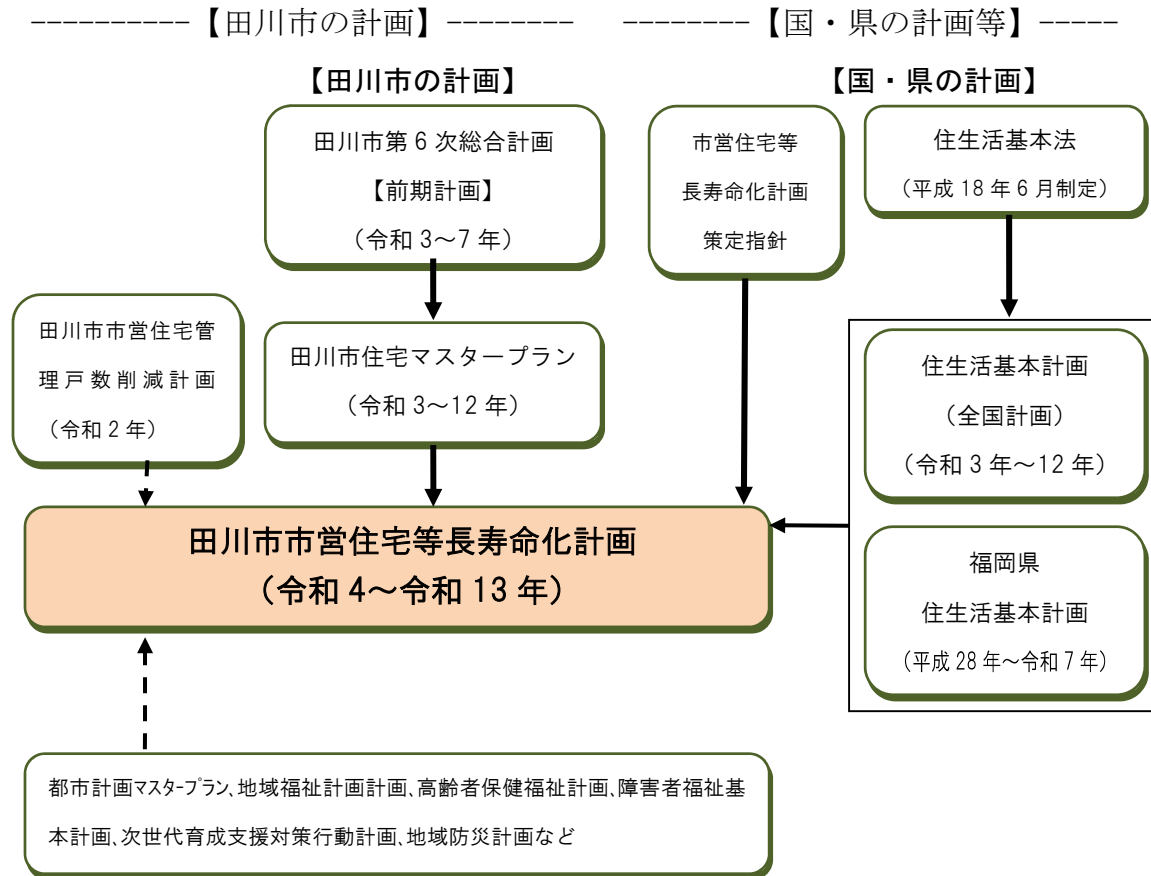 ----------【田川市の計画】--------
--------【国・県の計画等】-----
【田川市の計画】
【国・県の計画】
田川市第6次総合計画
【前期計画】
（令和3～7年）
市営住宅等
長寿命化計画
策定指針
住生活基本法
（平成18年6月制定）
田川市市営住宅管
理戸数削減計画
（令和2年）
田川市住宅マスタープラン
（令和3～12年）
住生活基本計画
（全国計画）
（令和3年～12年）
田川市市営住宅等長寿命化計画
（令和4～令和13年）
福岡県
住生活基本計画
（平成28年～令和7年）
都市計画マスタープラン、地域福祉計画計画、高齢者保健福祉計画、障害者福祉基
本計画、次世代育成支援対策行動計画、地域防災計画など